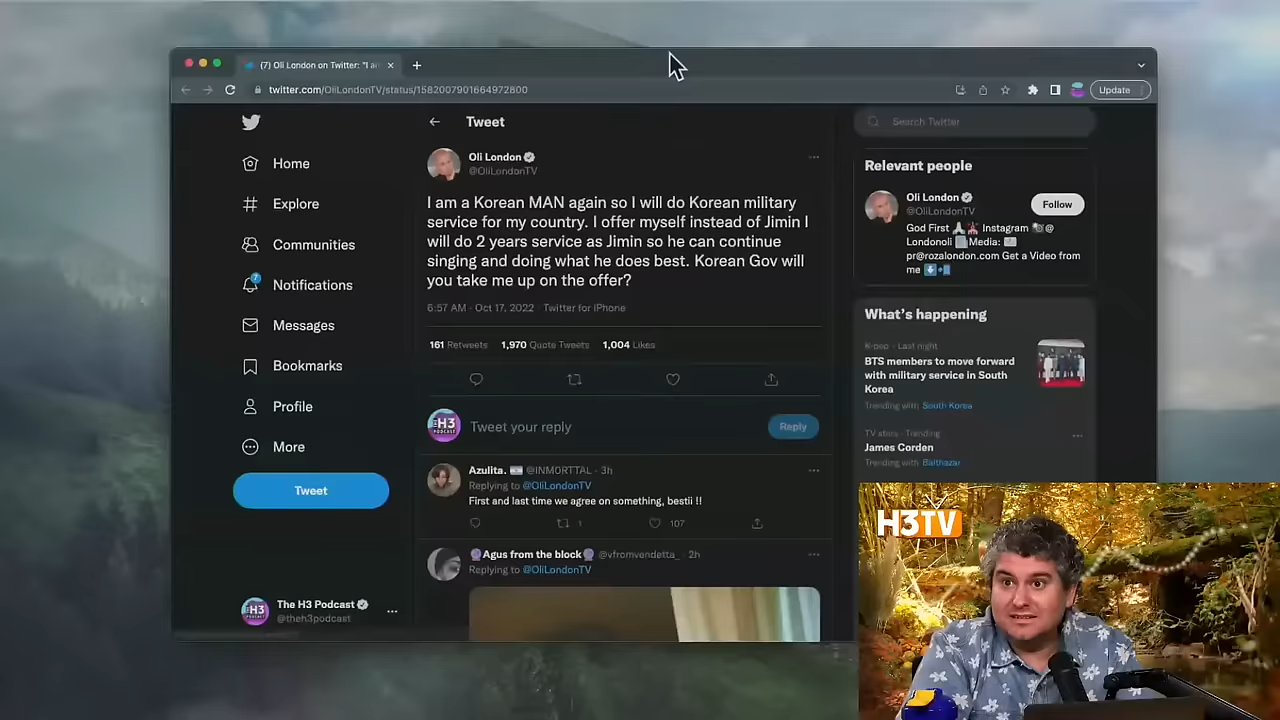 (7) Oli London on Twitter: "I am
twitter.com/OliLondonTV/status/1582007901664972800
Update
Home
Explore
Communities
7
Notifications
Messages
Bookmarks
Profile
More
Tweet
The H3 Podcast
@theh3podcast
Tweet
Oli London
@OliLondonTV
I am a Korean MAN again so I will do Korean military
service for my country. I offer myself instead of Jimin I
will do 2 years service as Jimin so he can continue
singing and doing what he does best. Korean Gov will
you take me up on the offer?
6:57 AM · Oct 17, 2022 · Twitter for iPhone
161 Retweets 1,970 Quote Tweets 1,004 Likes
H3
PODCAST
Tweet your reply
Reply
Azulita. @INM0RTTAL · 3h
Replying to @OliLondonTV
First and last time we agree on something, bestii !!
1 107
Agus from the block @vfromvendetta_ · 2h
Replying to @OliLondonTV
Search Twitter
Relevant people
Oli London
@OliLondonTV
Follow
God First Instagram @
Londonoli Media:
pr@rozalondon.com Get a Video from
me
What's happening
K-pop · Last night
BTS members to move forward
with military service in South
Korea
Trending with South Korea
TV stars · Trending
James Corden
Trending with Balthazar
H3TV